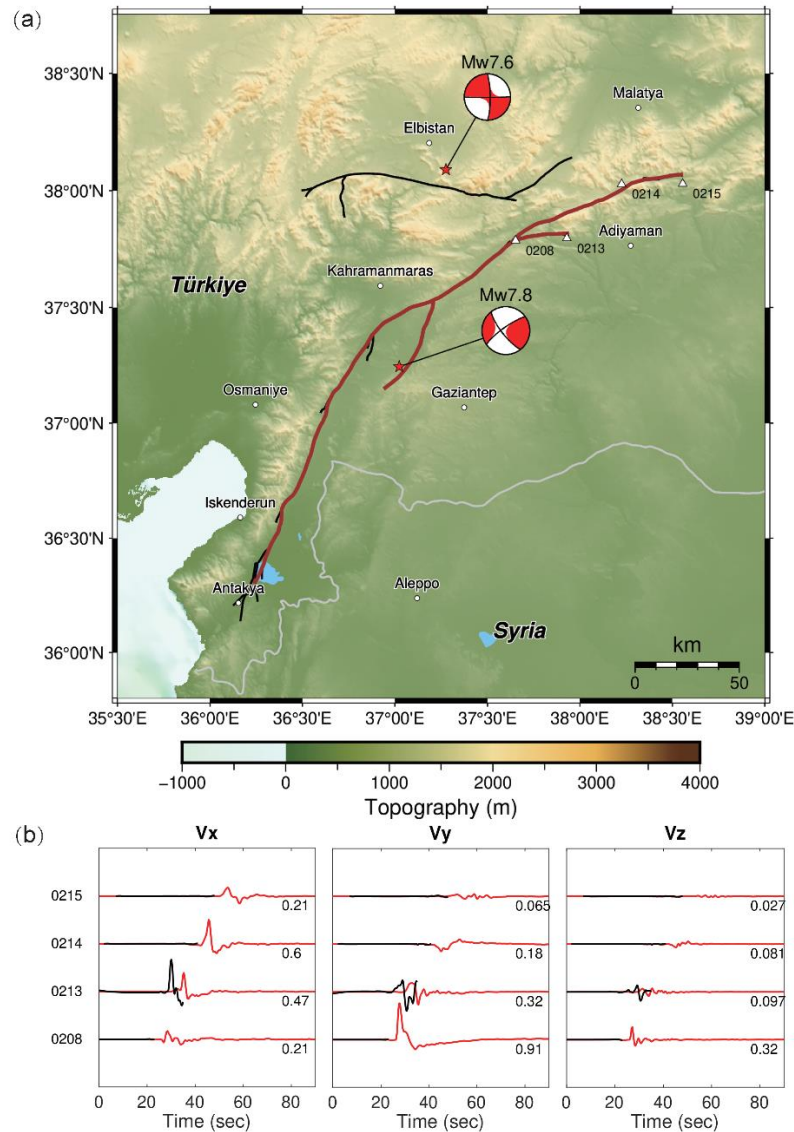 (a)
38°30'N
38°00'N
37°30'N
37°00'N
36°30'N
36°00'N
Mw7.6
Malatya
Elbistan
0214
0215
0208
0213
Adiyaman
Kahramanmaras
Türkiye
Mw7.8
Osmaniye
Gaziantep
Iskenderun
Antakya
Aleppo
Syria
km
0 50
35°30'E 36°00'E 36°30'E 37°00'E 37°30'E 38°00'E 38°30'E 39°00'E
−1000 0 1000 2000 3000 4000
Topography (m)
(b)
Vx Vy Vz
0215
0.21 0.065 0.027
0214
0.6 0.18 0.081
0213
0.47 0.32 0.097
0208
0.21 0.91 0.32
0 20 40 60 80 0 20 40 60 80 0 20 40 60 80
Time (sec) Time (sec) Time (sec)